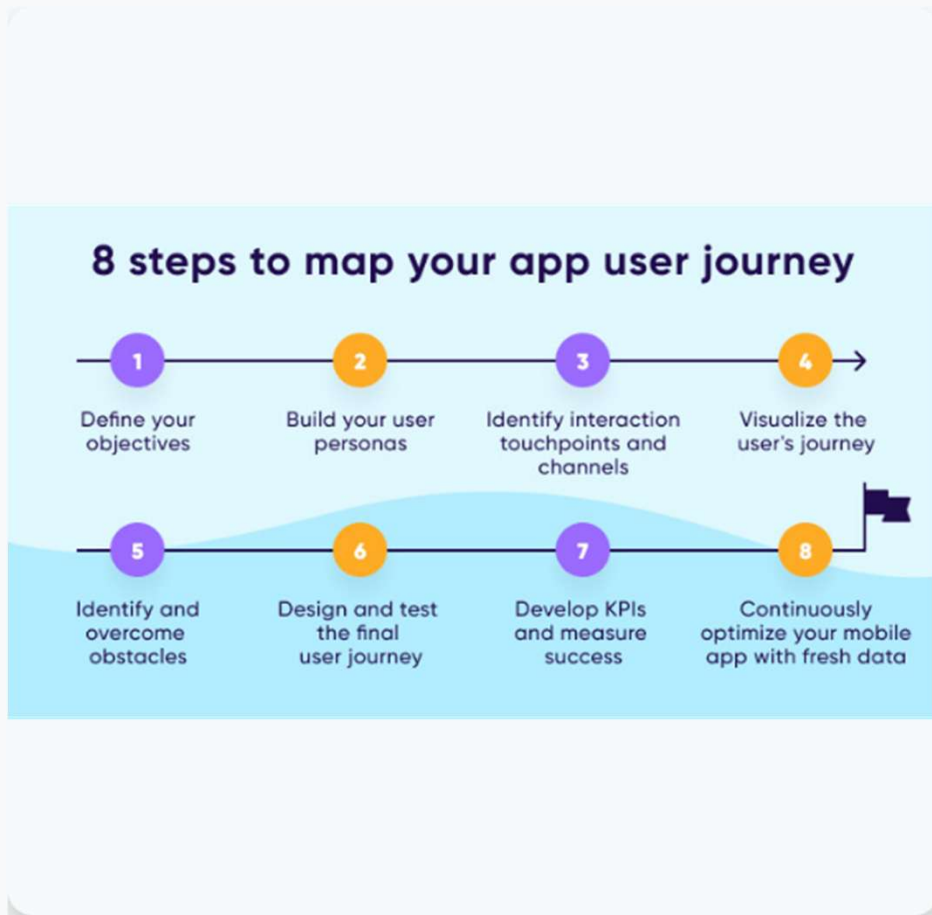 8 steps to map your app user journey
1
Define your
objectives
2
Build your user
personas
3
Identify interaction
touchpoints and
channels
4
Visualize the
user's journey
5
Identify and
overcome
obstacles
6
Design and test
the final
user journey
7
Develop KPIs
and measure
success
8
Continuously
optimize your mobile
app with fresh data